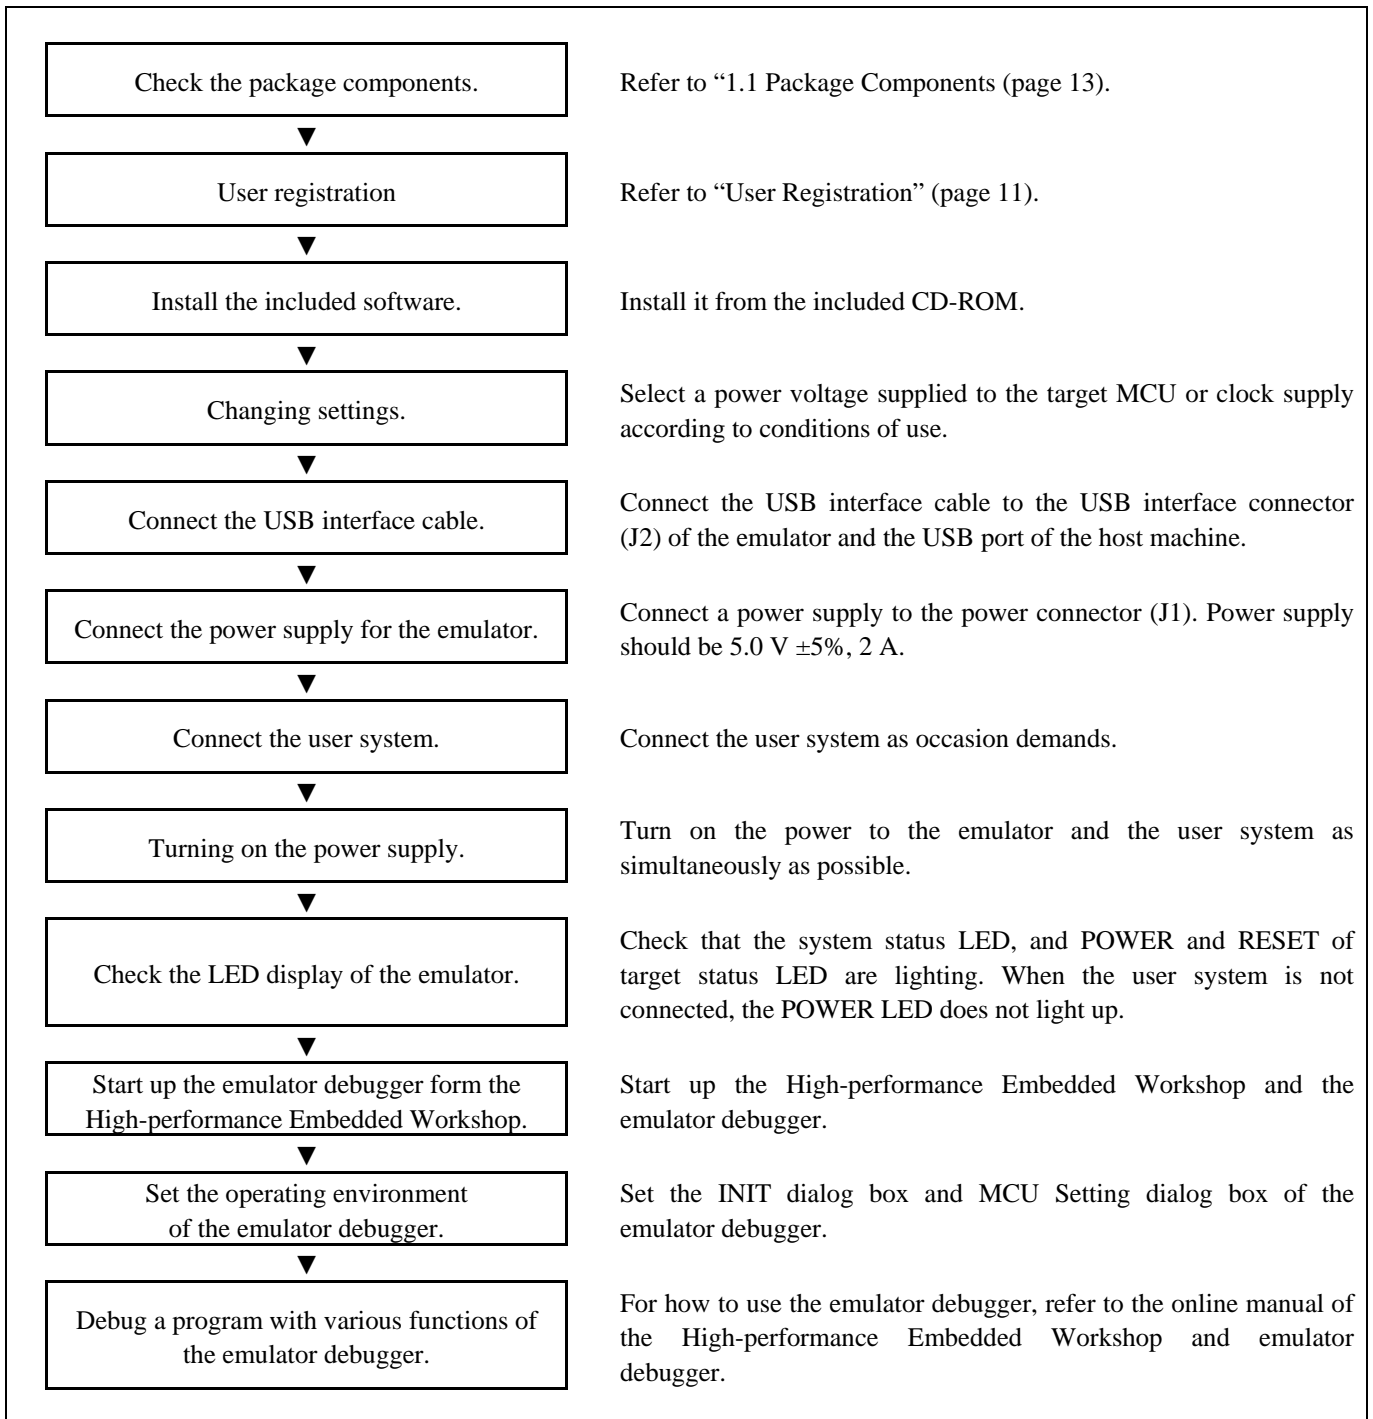 Check the package components.
Refer to “1.1 Package Components (page 13).
▼
User registration
Refer to “User Registration” (page 11).
▼
Install the included software.
Install it from the included CD-ROM.
▼
Changing settings.
Select a power voltage supplied to the target MCU or clock supply
according to conditions of use.
▼
Connect the USB interface cable.
Connect the USB interface cable to the USB interface connector
(J2) of the emulator and the USB port of the host machine.
▼
Connect the power supply for the emulator.
Connect a power supply to the power connector (J1). Power supply
should be 5.0 V ±5%, 2 A.
▼
Connect the user system.
Connect the user system as occasion demands.
▼
Turning on the power supply.
Turn on the power to the emulator and the user system as
simultaneously as possible.
▼
Check the LED display of the emulator.
Check that the system status LED, and POWER and RESET of
target status LED are lighting. When the user system is not
connected, the POWER LED does not light up.
▼
Start up the emulator debugger form the
High-performance Embedded Workshop.
Start up the High-performance Embedded Workshop and the
emulator debugger.
▼
Set the operating environment
of the emulator debugger.
Set the INIT dialog box and MCU Setting dialog box of the
emulator debugger.
▼
Debug a program with various functions of
the emulator debugger.
For how to use the emulator debugger, refer to the online manual of
the High-performance Embedded Workshop and emulator
debugger.